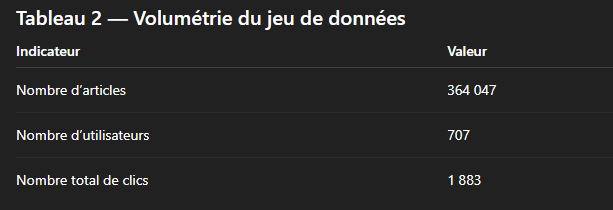 Tableau 2 — Volumétrie du jeu de données
Indicateur Valeur
Nombre d’articles 364 047
Nombre d’utilisateurs 707
Nombre total de clics 1 883